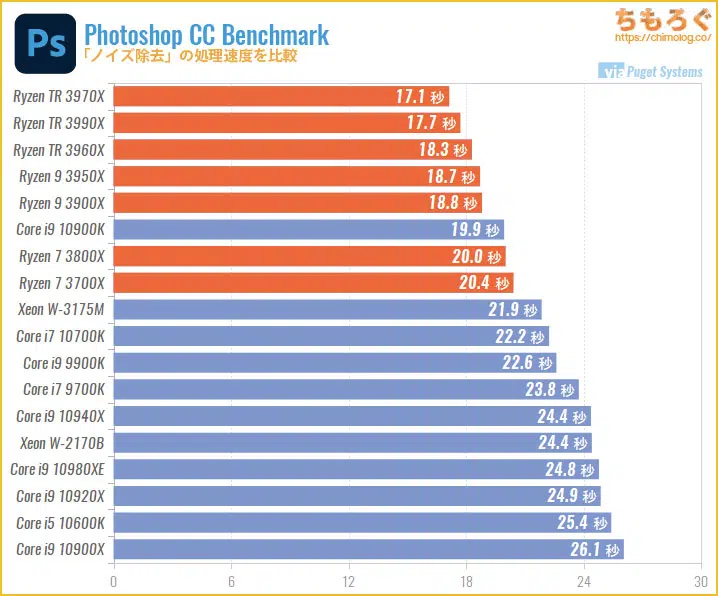 Ps
Photoshop CC Benchmark
「ノイズ除去」の処理速度を比較
ちもろぐ
https://chimolog.co/
via Puget Systems
Ryzen TR 3970X 17.1 秒
Ryzen TR 3990X 17.7 秒
Ryzen TR 3960X 18.3 秒
Ryzen 9 3950X 18.7 秒
Ryzen 9 3900X 18.8 秒
Core i9 10900K 19.9 秒
Ryzen 7 3800X 20.0 秒
Ryzen 7 3700X 20.4 秒
Xeon W-3175M 21.9 秒
Core i7 10700K 22.2 秒
Core i9 9900K 22.6 秒
Core i7 9700K 23.8 秒
Core i9 10940X 24.4 秒
Xeon W-2170B 24.4 秒
Core i9 10980XE 24.8 秒
Core i9 10920X 24.9 秒
Core i5 10600K 25.4 秒
Core i9 10900X 26.1 秒
0 6 12 18 24 30